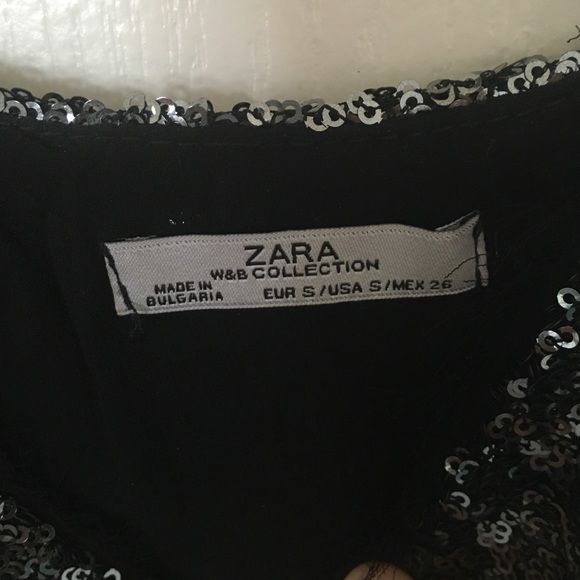 ZARA
W&B COLLECTION
MADE IN
BULGARIA
EUR S / USA S / MEX 26